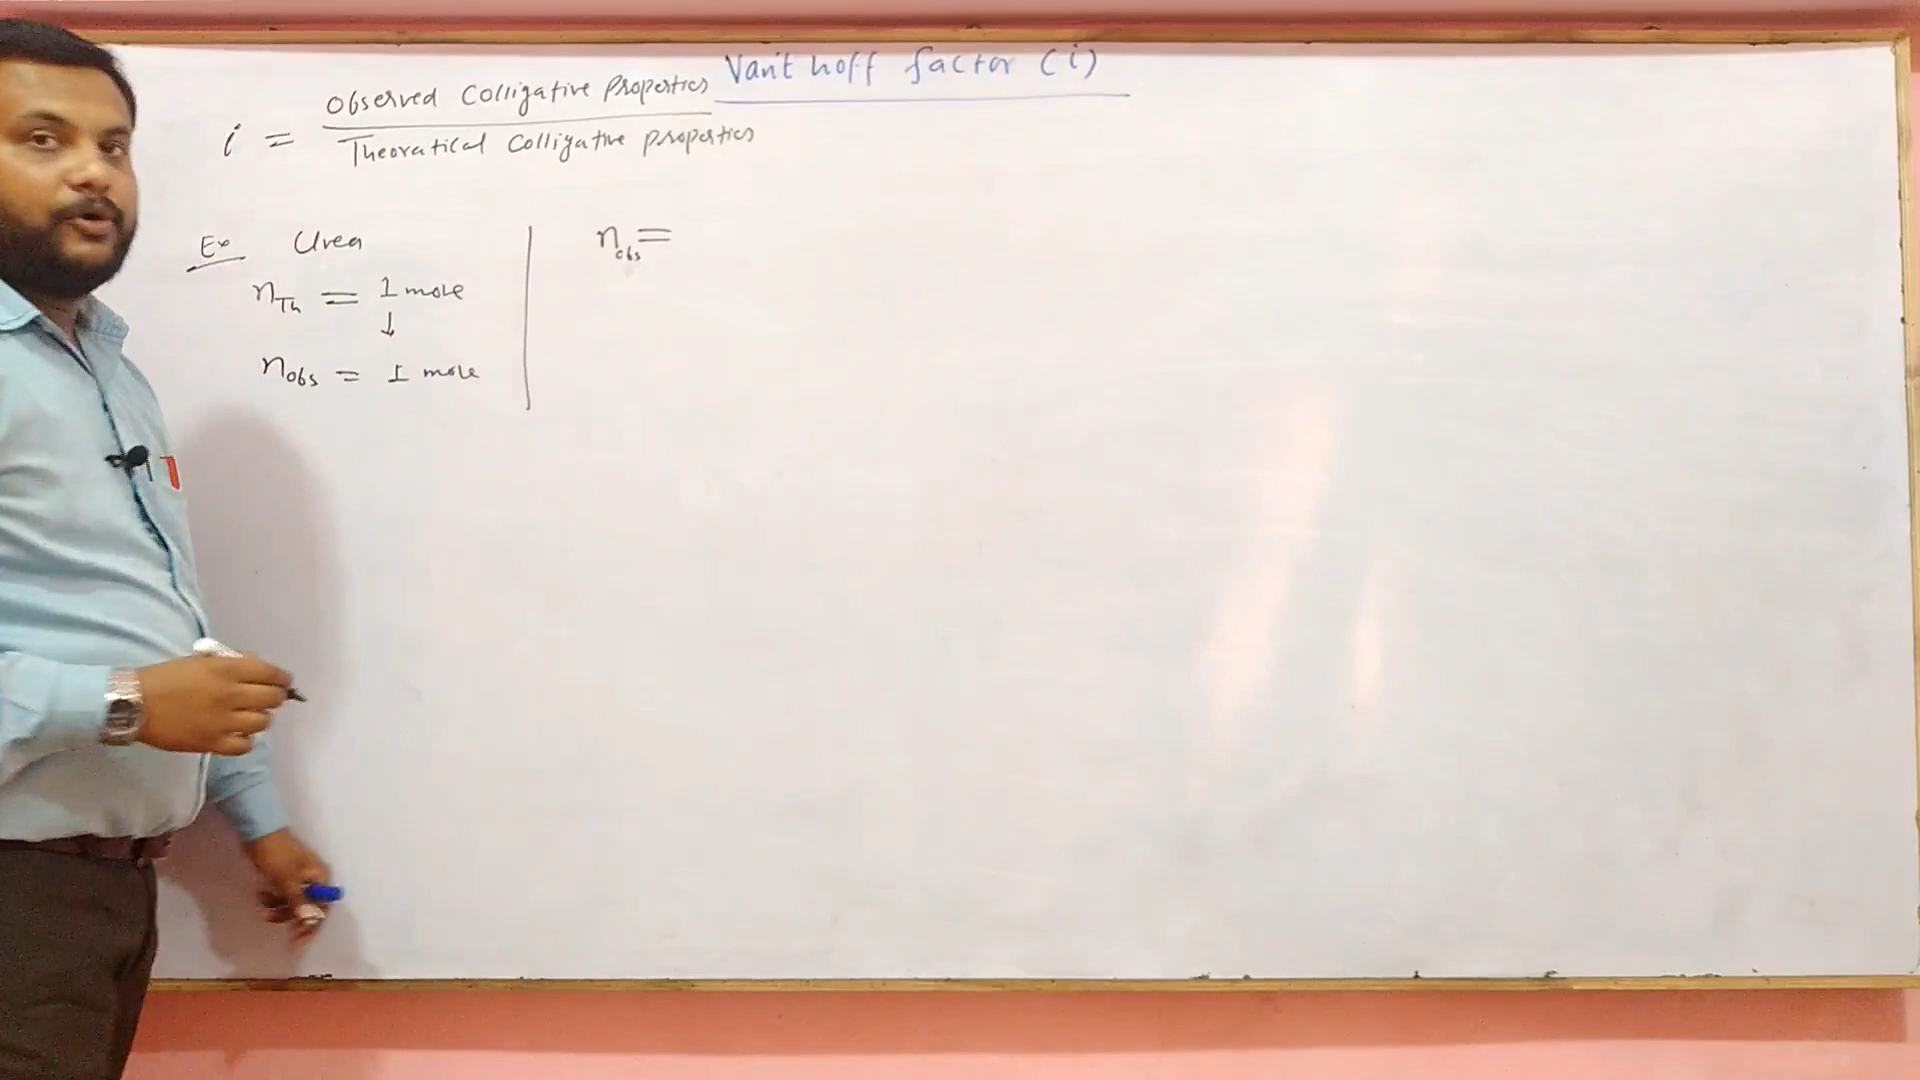 Vant hoff factor (i)
i = Observed Colligative Properties
Theoratical Colligative properties
Ex Urea
n_Th = 1 mole
↓
n_obs = 1 mole
n_obs =